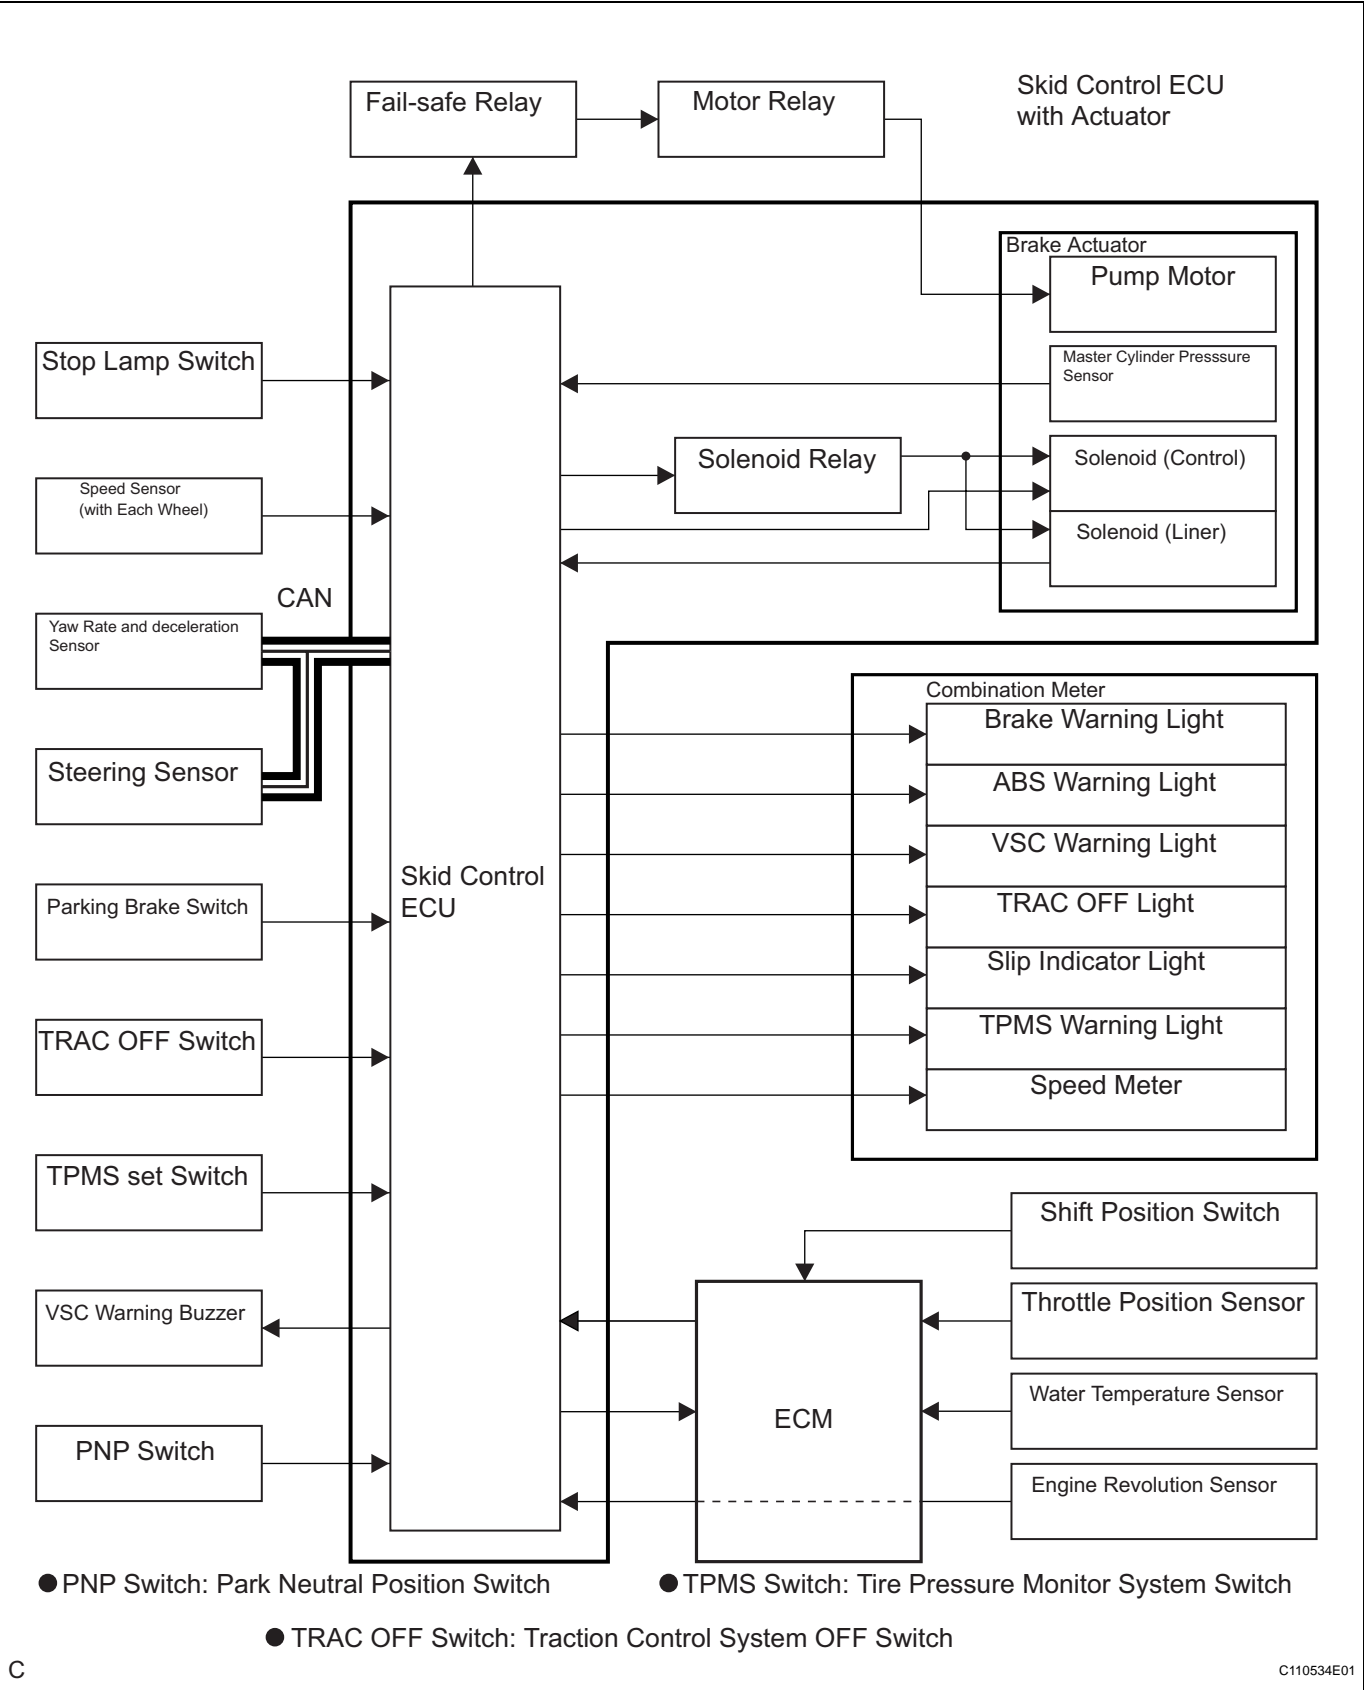 Fail-safe Relay
Motor Relay
Skid Control ECU
with Actuator
Brake Actuator
Pump Motor
Stop Lamp Switch
Master Cylinder Presssure
Sensor
Solenoid Relay
Solenoid (Control)
Speed Sensor
(with Each Wheel)
Solenoid (Liner)
CAN
Yaw Rate and deceleration
Sensor
Combination Meter
Brake Warning Light
Steering Sensor
ABS Warning Light
VSC Warning Light
Skid Control
ECU
Parking Brake Switch
TRAC OFF Light
Slip Indicator Light
TRAC OFF Switch
TPMS Warning Light
Speed Meter
TPMS set Switch
Shift Position Switch
VSC Warning Buzzer
Throttle Position Sensor
Water Temperature Sensor
ECM
PNP Switch
Engine Revolution Sensor
● PNP Switch: Park Neutral Position Switch
● TPMS Switch: Tire Pressure Monitor System Switch
● TRAC OFF Switch: Traction Control System OFF Switch
C
C110534E01